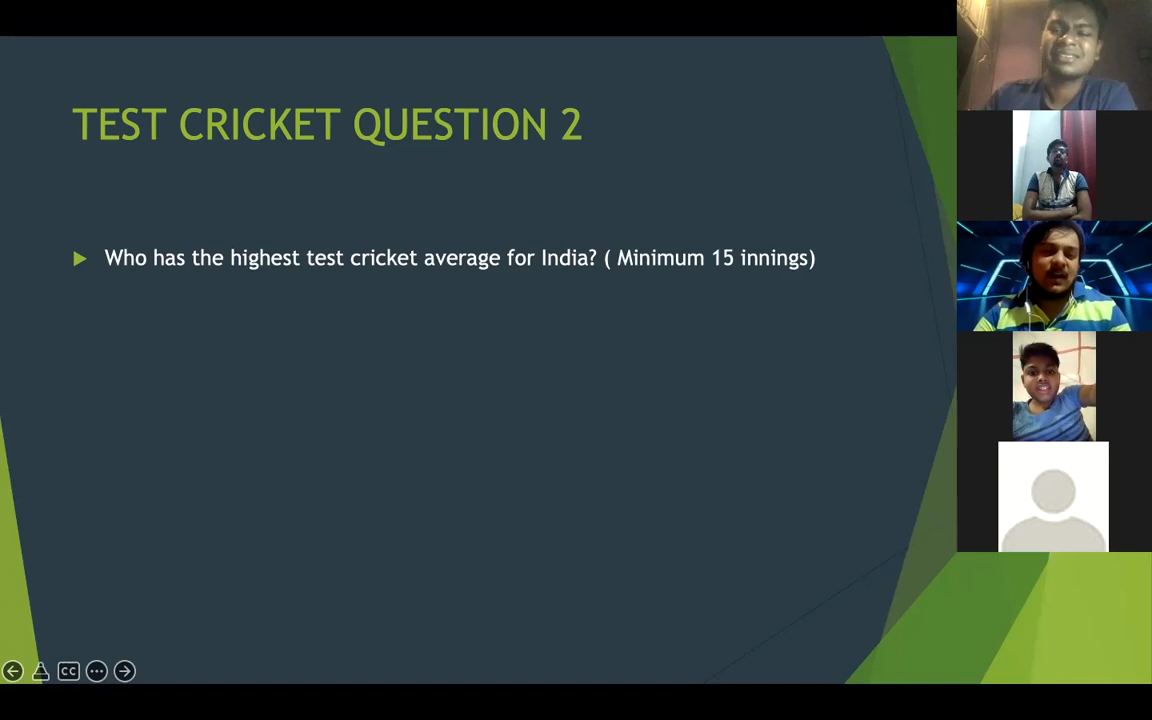 TEST CRICKET QUESTION 2
Who has the highest test cricket average for India? ( Minimum 15 innings)
CC